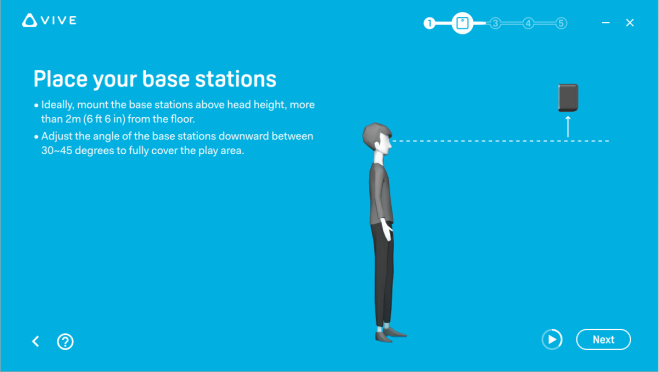 VIVE
1 3 4 5
Place your base stations
• Ideally, mount the base stations above head height, more
than 2m (6 ft 6 in) from the floor.
• Adjust the angle of the base stations downward between
30~45 degrees to fully cover the play area.
?
Next